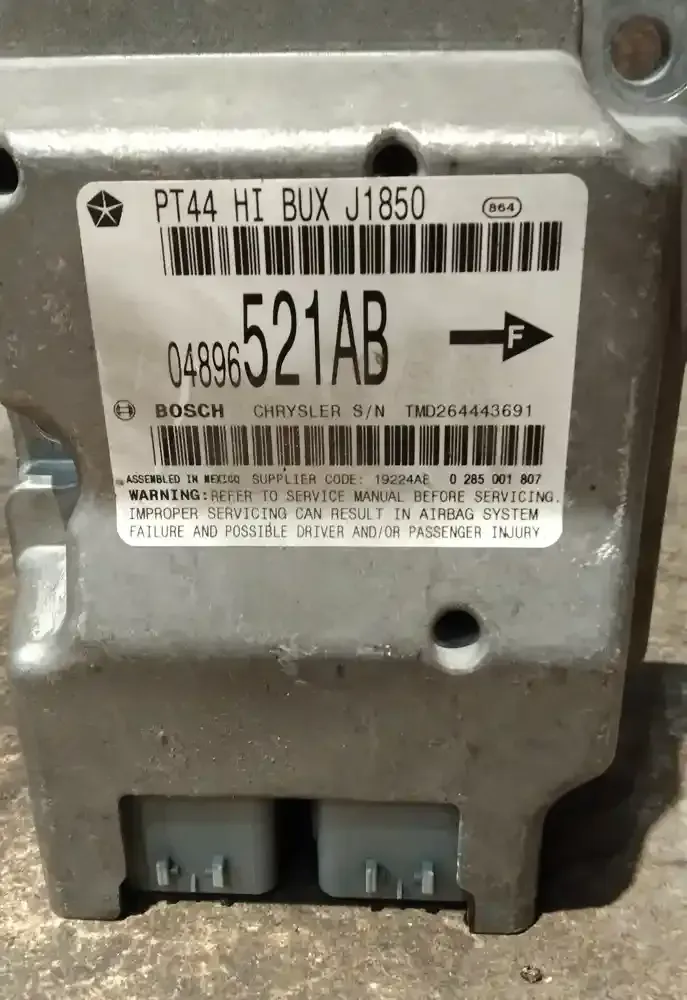 PT44 HI BUX J1850 864
04896521AB F
BOSCH CHRYSLER S/N TMD264443691
ASSEMBLED IN MEXICO SUPPLIER CODE: 19224AE 0 285 001 807
WARNING: REFER TO SERVICE MANUAL BEFORE SERVICING.
IMPROPER SERVICING CAN RESULT IN AIRBAG SYSTEM
FAILURE AND POSSIBLE DRIVER AND/OR PASSENGER INJURY